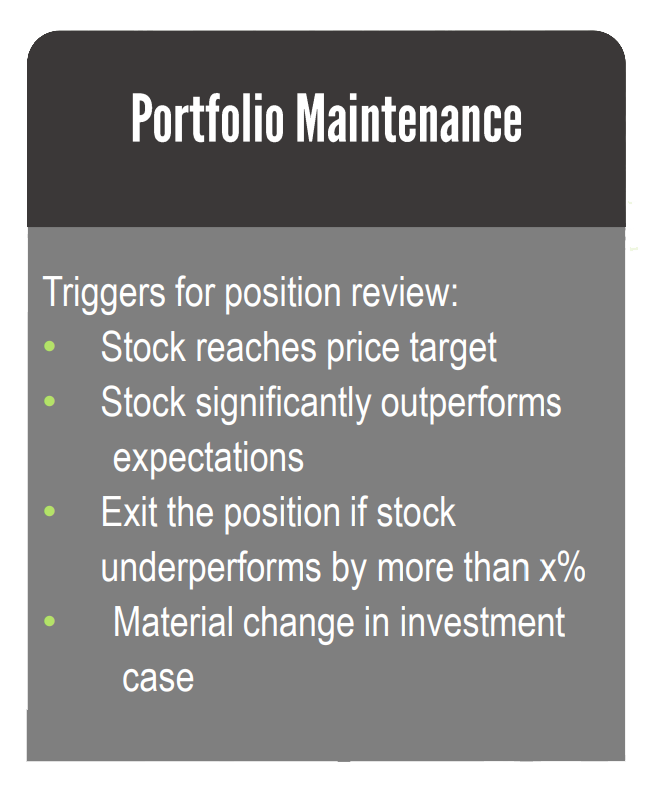 Portfolio Maintenance
Triggers for position review:
• Stock reaches price target
• Stock significantly outperforms
expectations
• Exit the position if stock
underperforms by more than x%
• Material change in investment
case